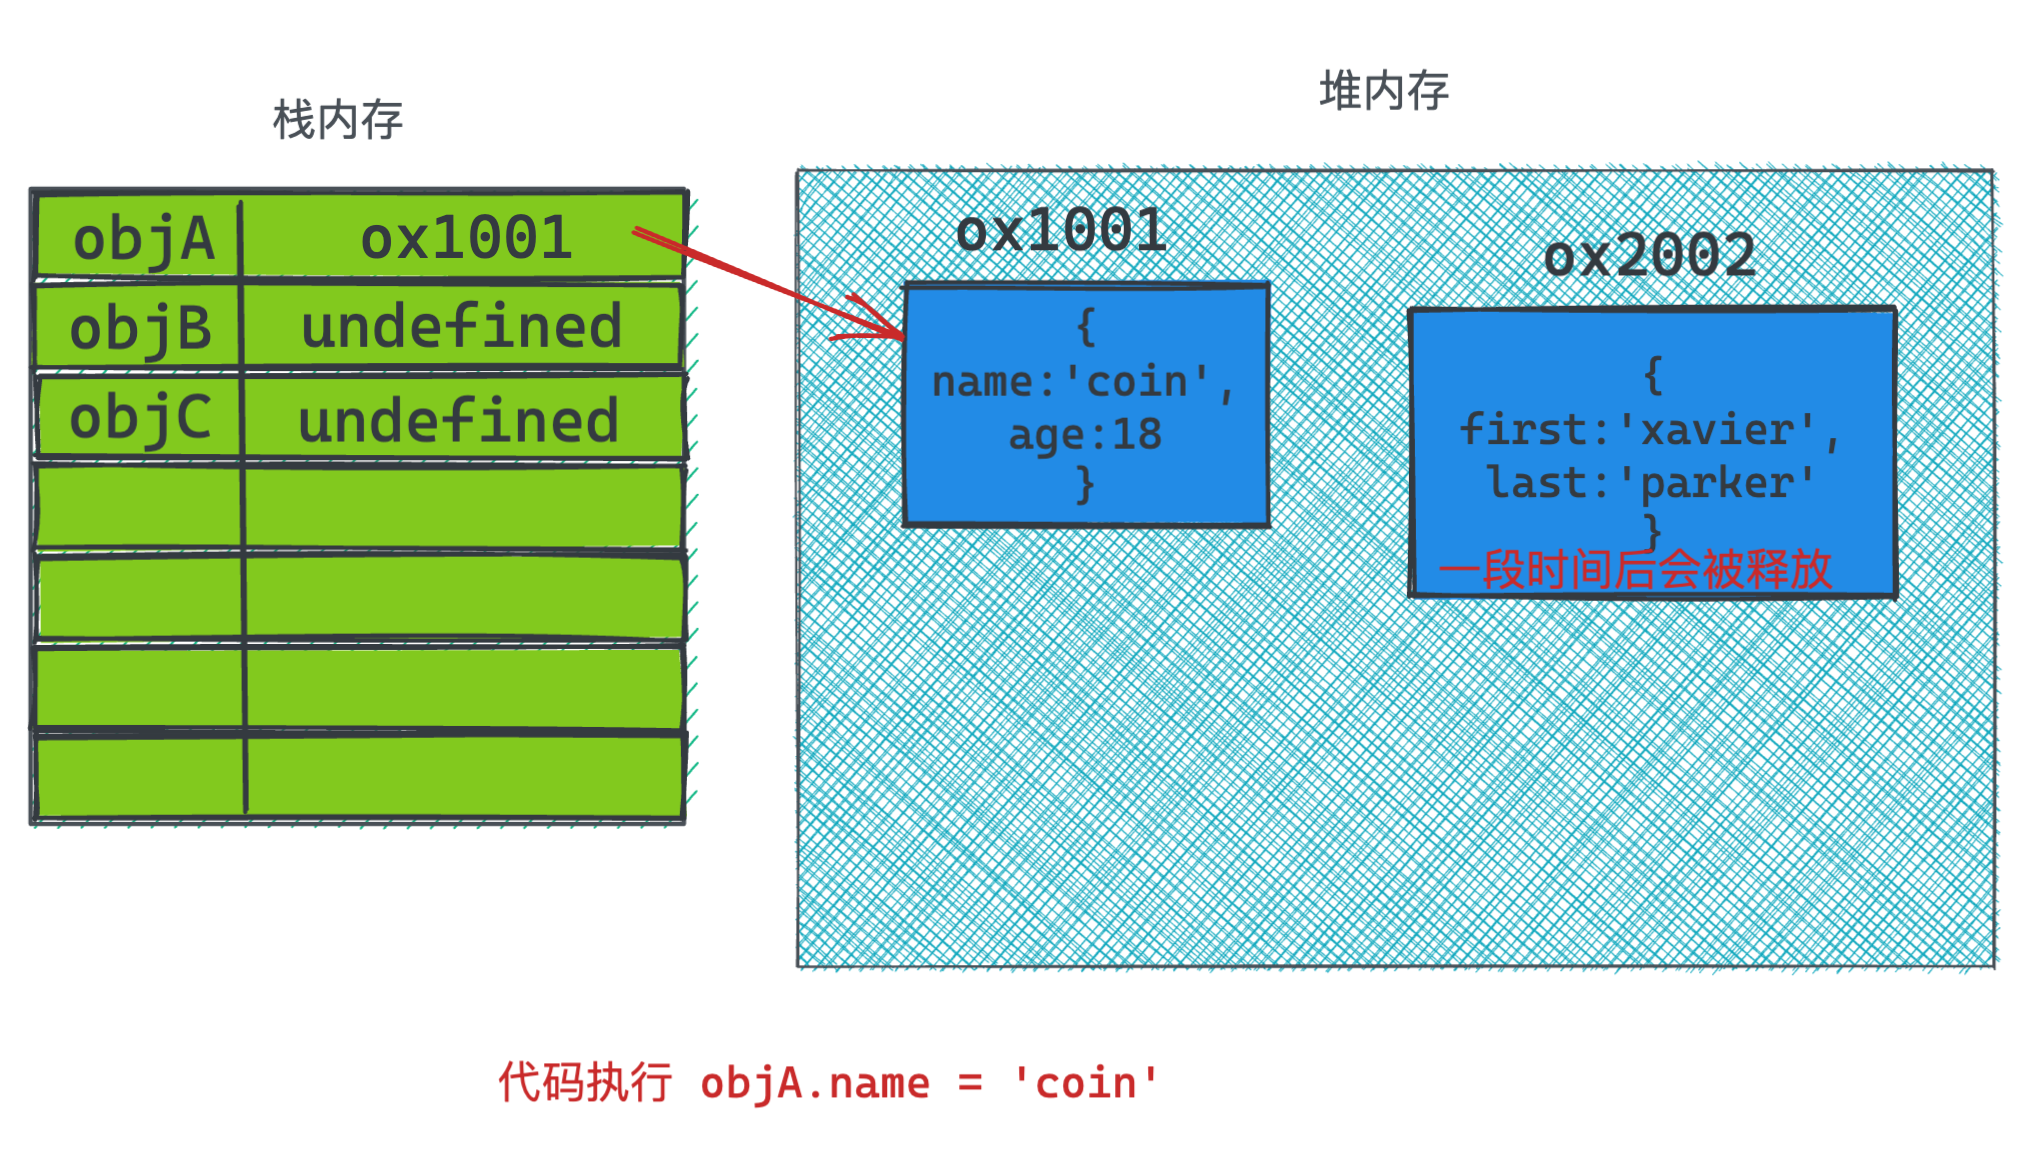 栈内存
objA ox1001
objB undefined
objC undefined
堆内存
ox1001
{
name:'coin',
age:18
}
ox2002
{
first:'xavier',
last:'parker'
}
一段时间后会被释放
代码执行 objA.name = 'coin'